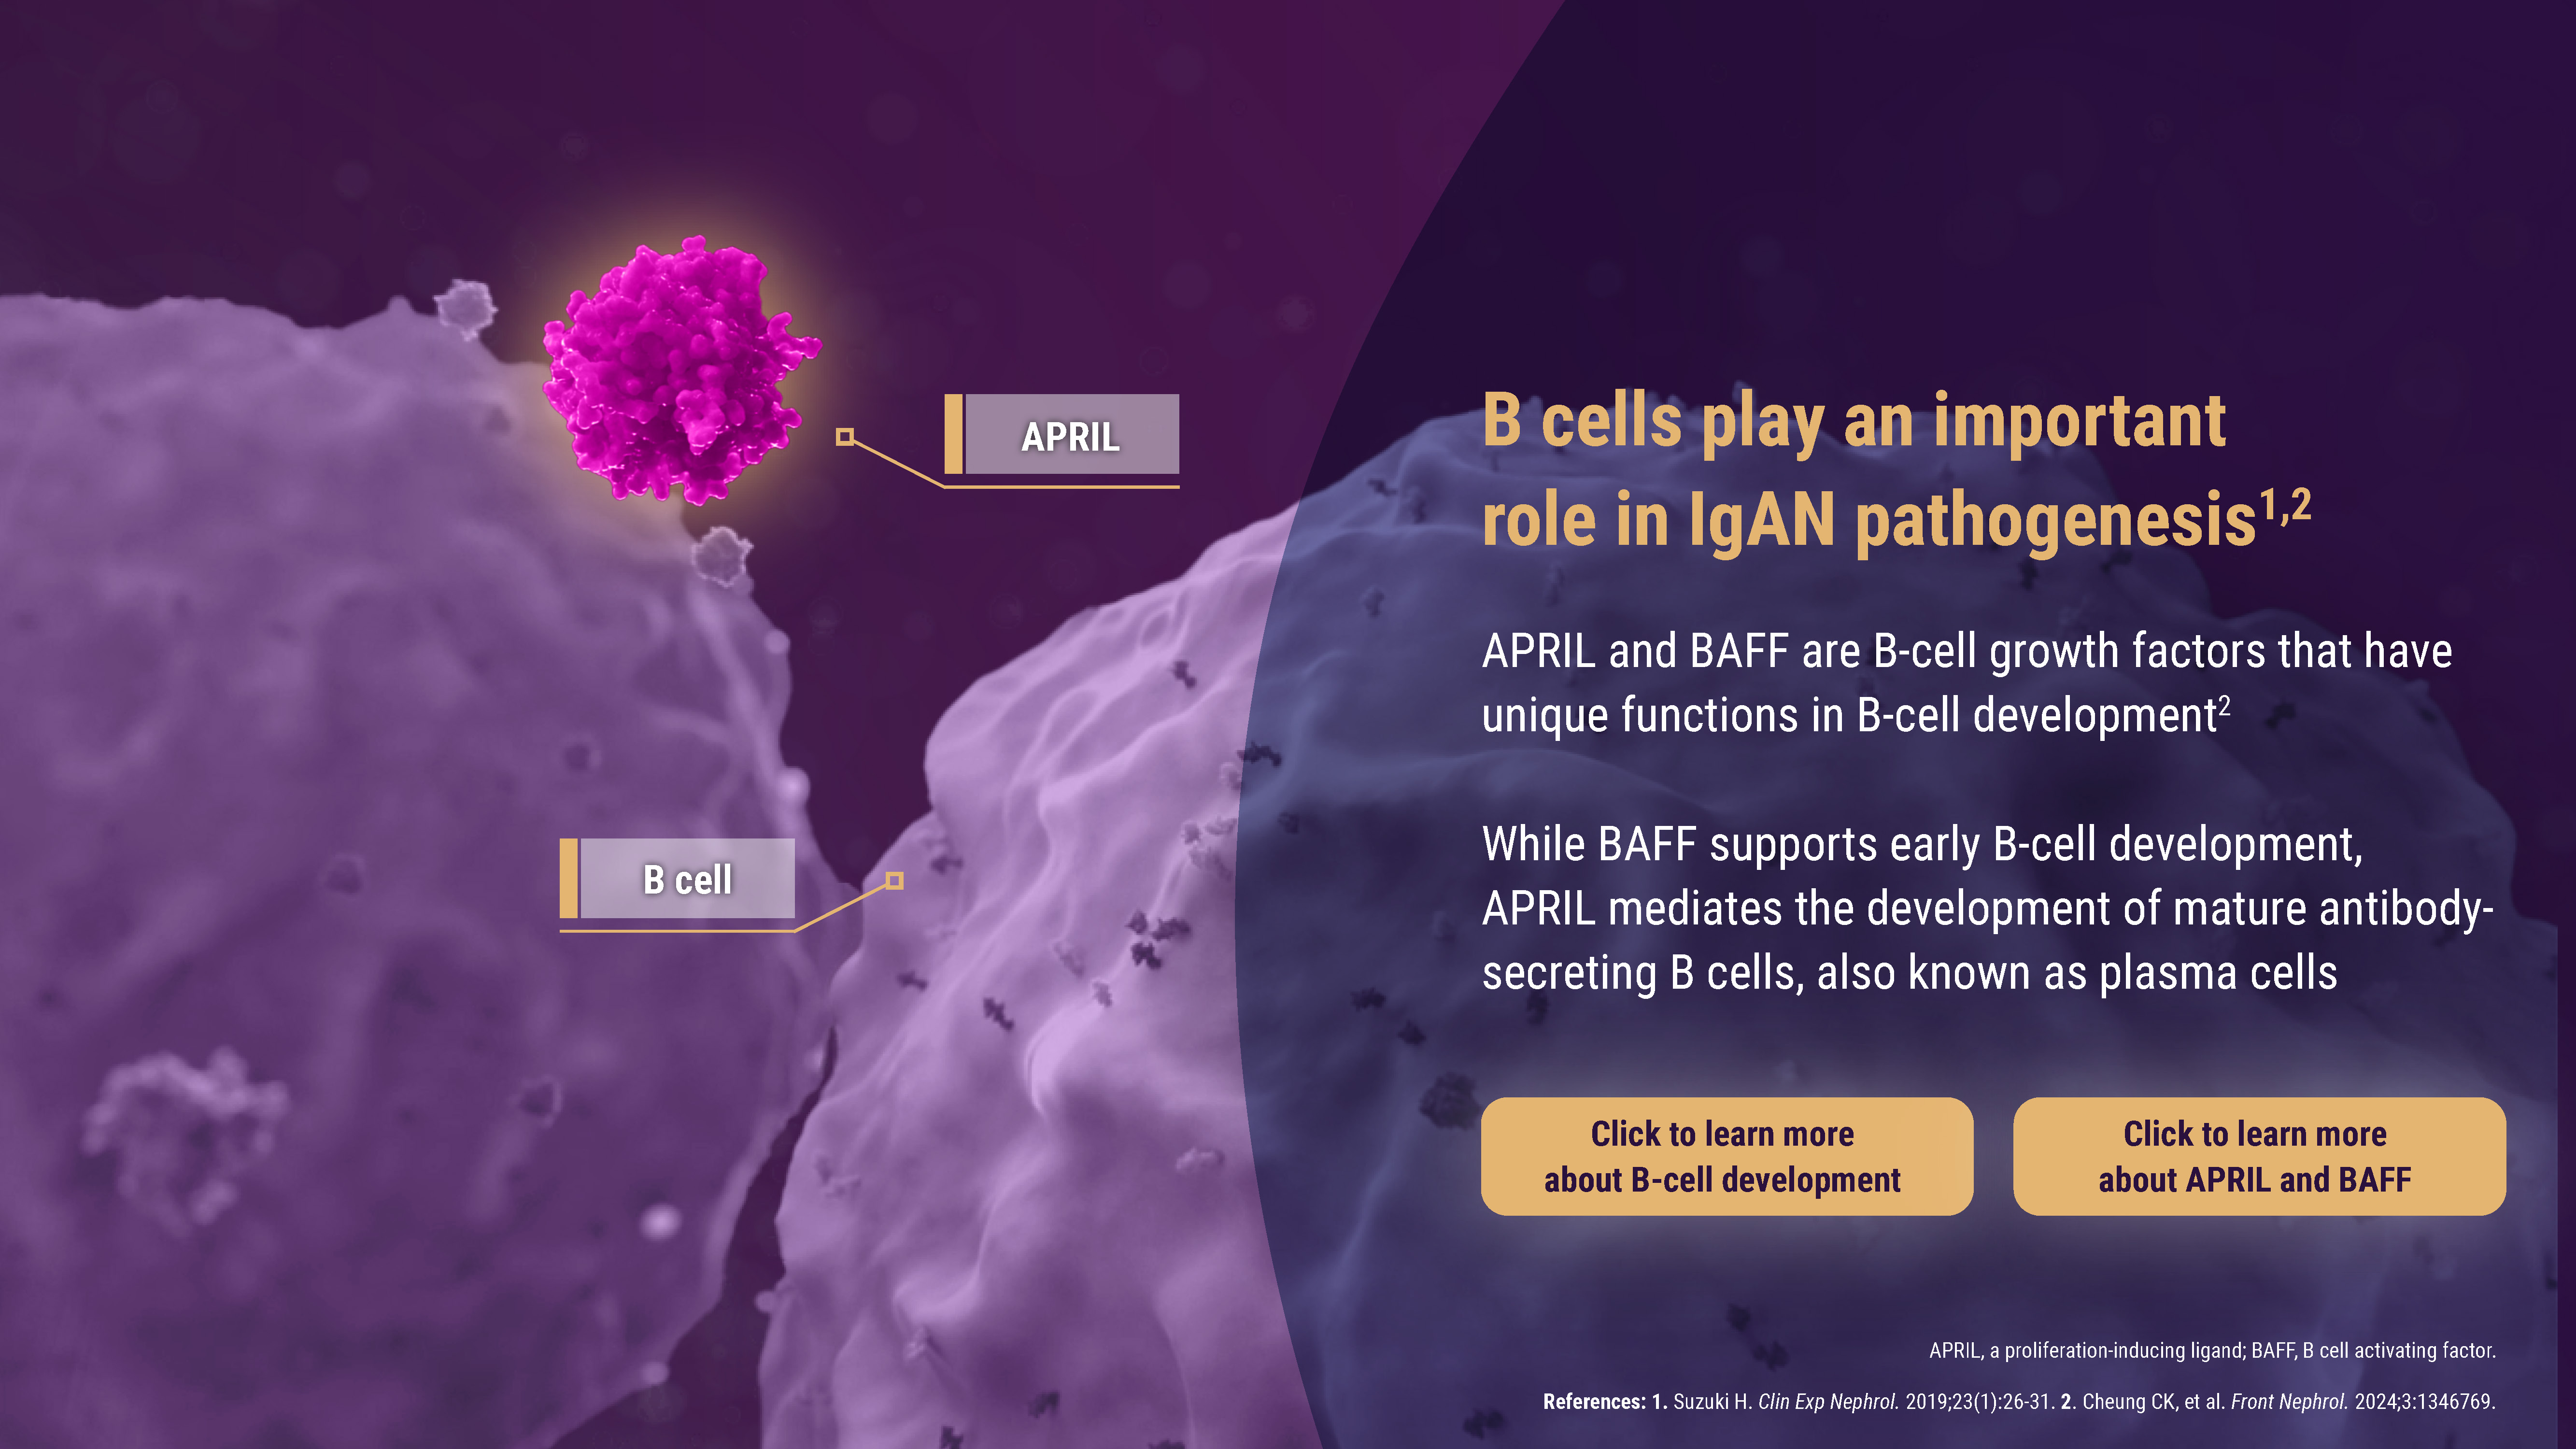 APRIL
B cell
B cells play an important
role in IgAN pathogenesis1,2
APRIL and BAFF are B-cell growth factors that have
unique functions in B-cell development2
While BAFF supports early B-cell development,
APRIL mediates the development of mature antibody-
secreting B cells, also known as plasma cells
Click to learn more
about B-cell development
Click to learn more
about APRIL and BAFF
APRIL, a proliferation-inducing ligand; BAFF, B cell activating factor.
References: 1. Suzuki H. Clin Exp Nephrol. 2019;23(1):26-31. 2. Cheung CK, et al. Front Nephrol. 2024;3:1346769.